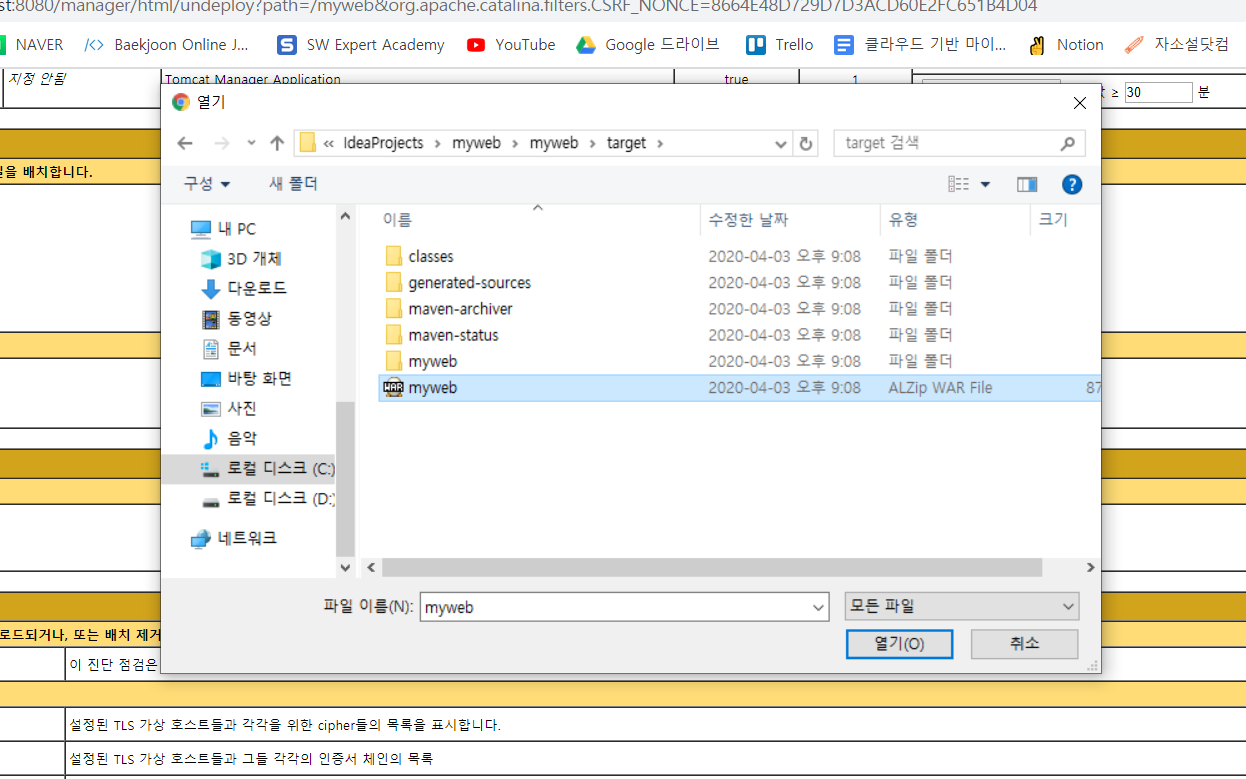 st:8080/manager/html/undeploy?path=/myweb&org.apache.catalina.filters.CSRF_NONCE=8664E48D729D7D3ACD60E2FC651B4D04
NAVER Baekjoon Online J... SW Expert Academy YouTube Google 드라이브 Trello 클라우드 기반 마이... Notion 자소설닷컴
지정 안됨 Tomcat Manager Application true 1
≥ 30 분
열기
« IdeaProjects > myweb > myweb > target >
target 검색
구성 새 폴더
을 배치합니다.
내 PC
3D 개체
다운로드
동영상
문서
바탕 화면
사진
음악
로컬 디스크 (C:)
로컬 디스크 (D:)
네트워크
이름 수정한 날짜 유형 크기
classes 2020-04-03 오후 9:08 파일 폴더
generated-sources 2020-04-03 오후 9:08 파일 폴더
maven-archiver 2020-04-03 오후 9:08 파일 폴더
maven-status 2020-04-03 오후 9:08 파일 폴더
myweb 2020-04-03 오후 9:08 파일 폴더
WAR myweb 2020-04-03 오후 9:08 ALZip WAR File 87
파일 이름(N): myweb 모든 파일
열기(O) 취소
로드되거나, 또는 배치 제거
이 진단 점검은
설정된 TLS 가상 호스트들과 각각을 위한 cipher들의 목록을 표시합니다.
설정된 TLS 가상 호스트들과 그들 각각의 인증서 체인의 목록